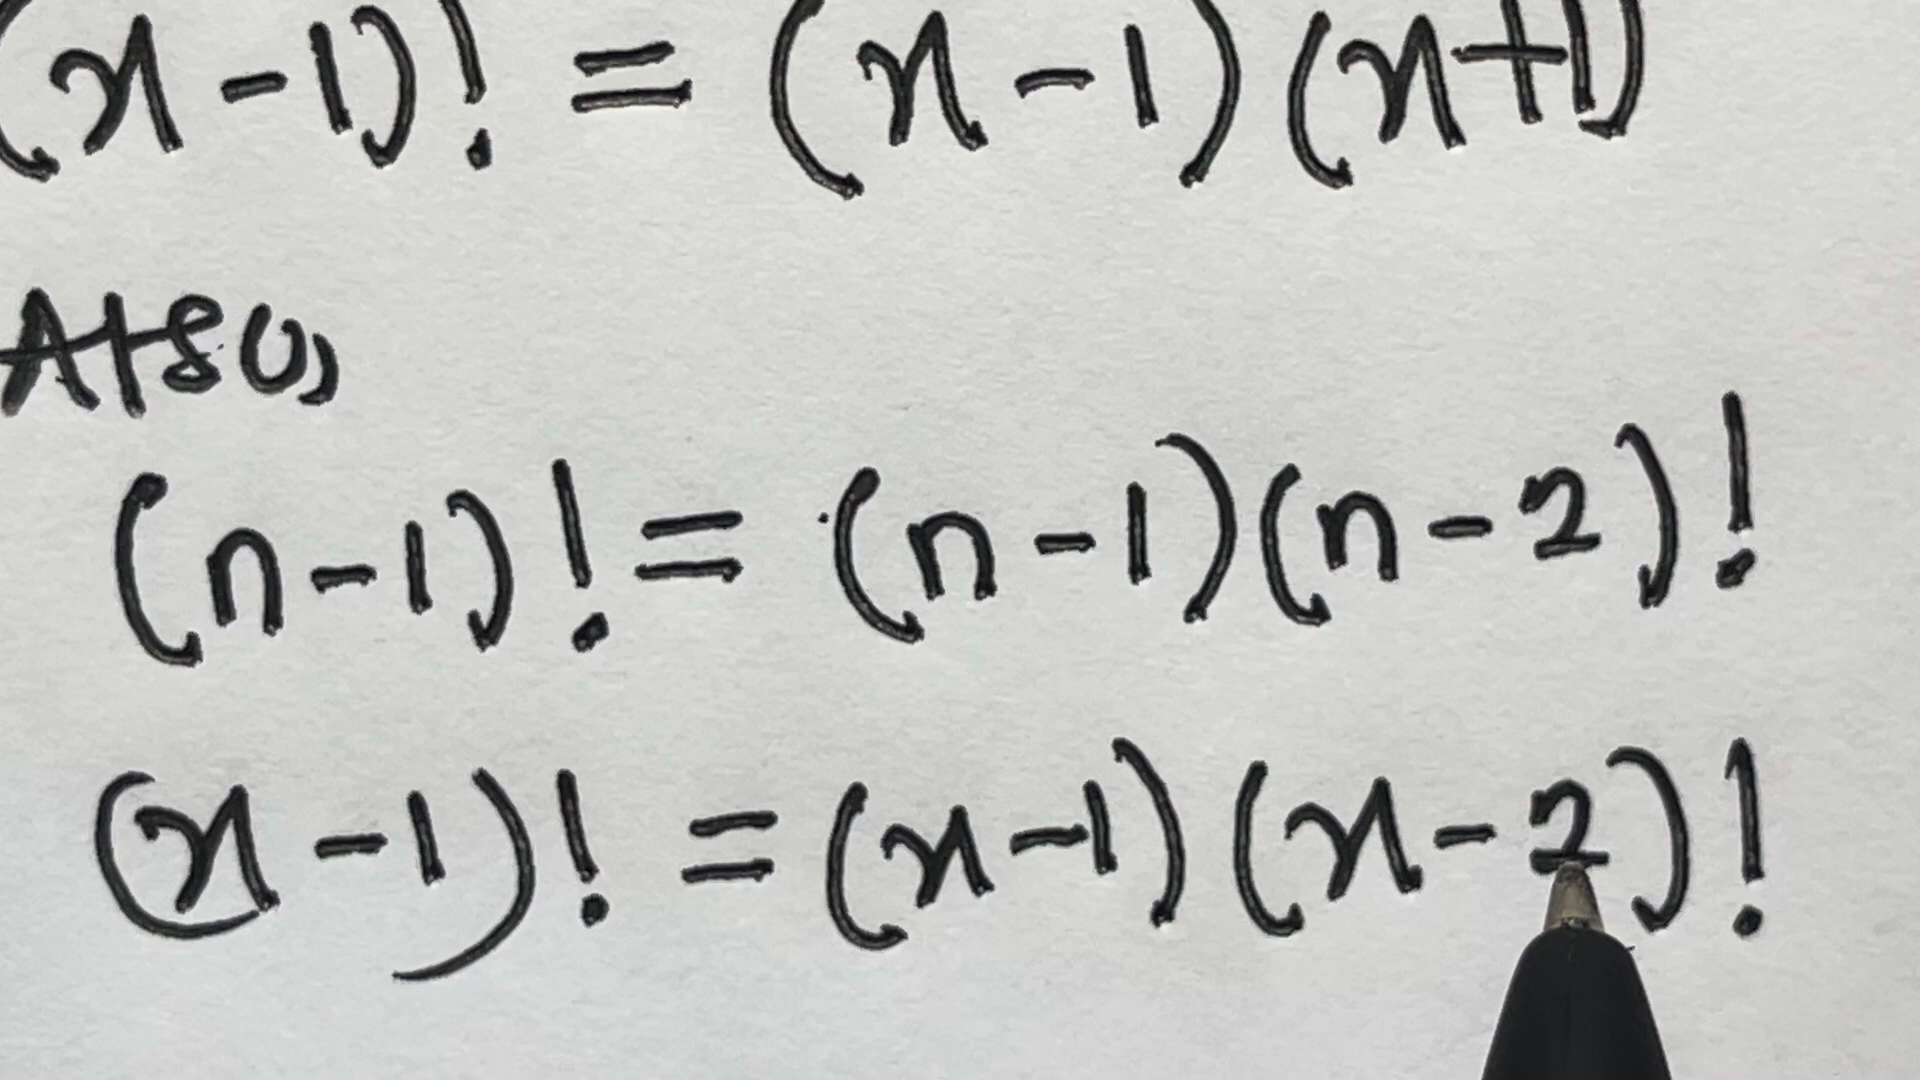 (x-1)! = (x-1)(x+1)
Also,
(n-1)! = (n-1)(n-2)!
(x-1)! = (x-1)(x-2)!